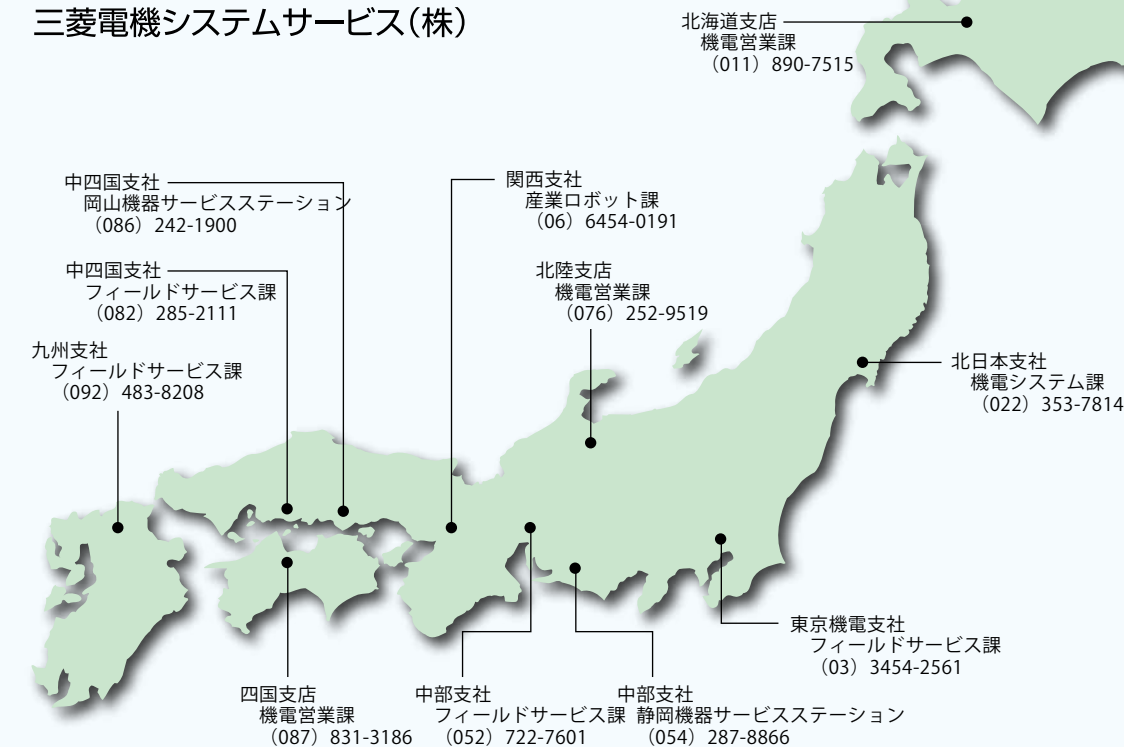 三菱電機システムサービス(株)
北海道支店
機電営業課
（011）890-7515
中四国支社
岡山機器サービスステーション
（086）242-1900
関西支社
産業ロボット課
（06）6454-0191
中四国支社
フィールドサービス課
（082）285-2111
北陸支店
機電営業課
（076）252-9519
九州支社
フィールドサービス課
（092）483-8208
北日本支社
機電システム課
（022）353-7814
東京機電支社
フィールドサービス課
（03）3454-2561
四国支店
機電営業課
（087）831-3186
中部支社
フィールドサービス課
（052）722-7601
中部支社
静岡機器サービスステーション
（054）287-8866